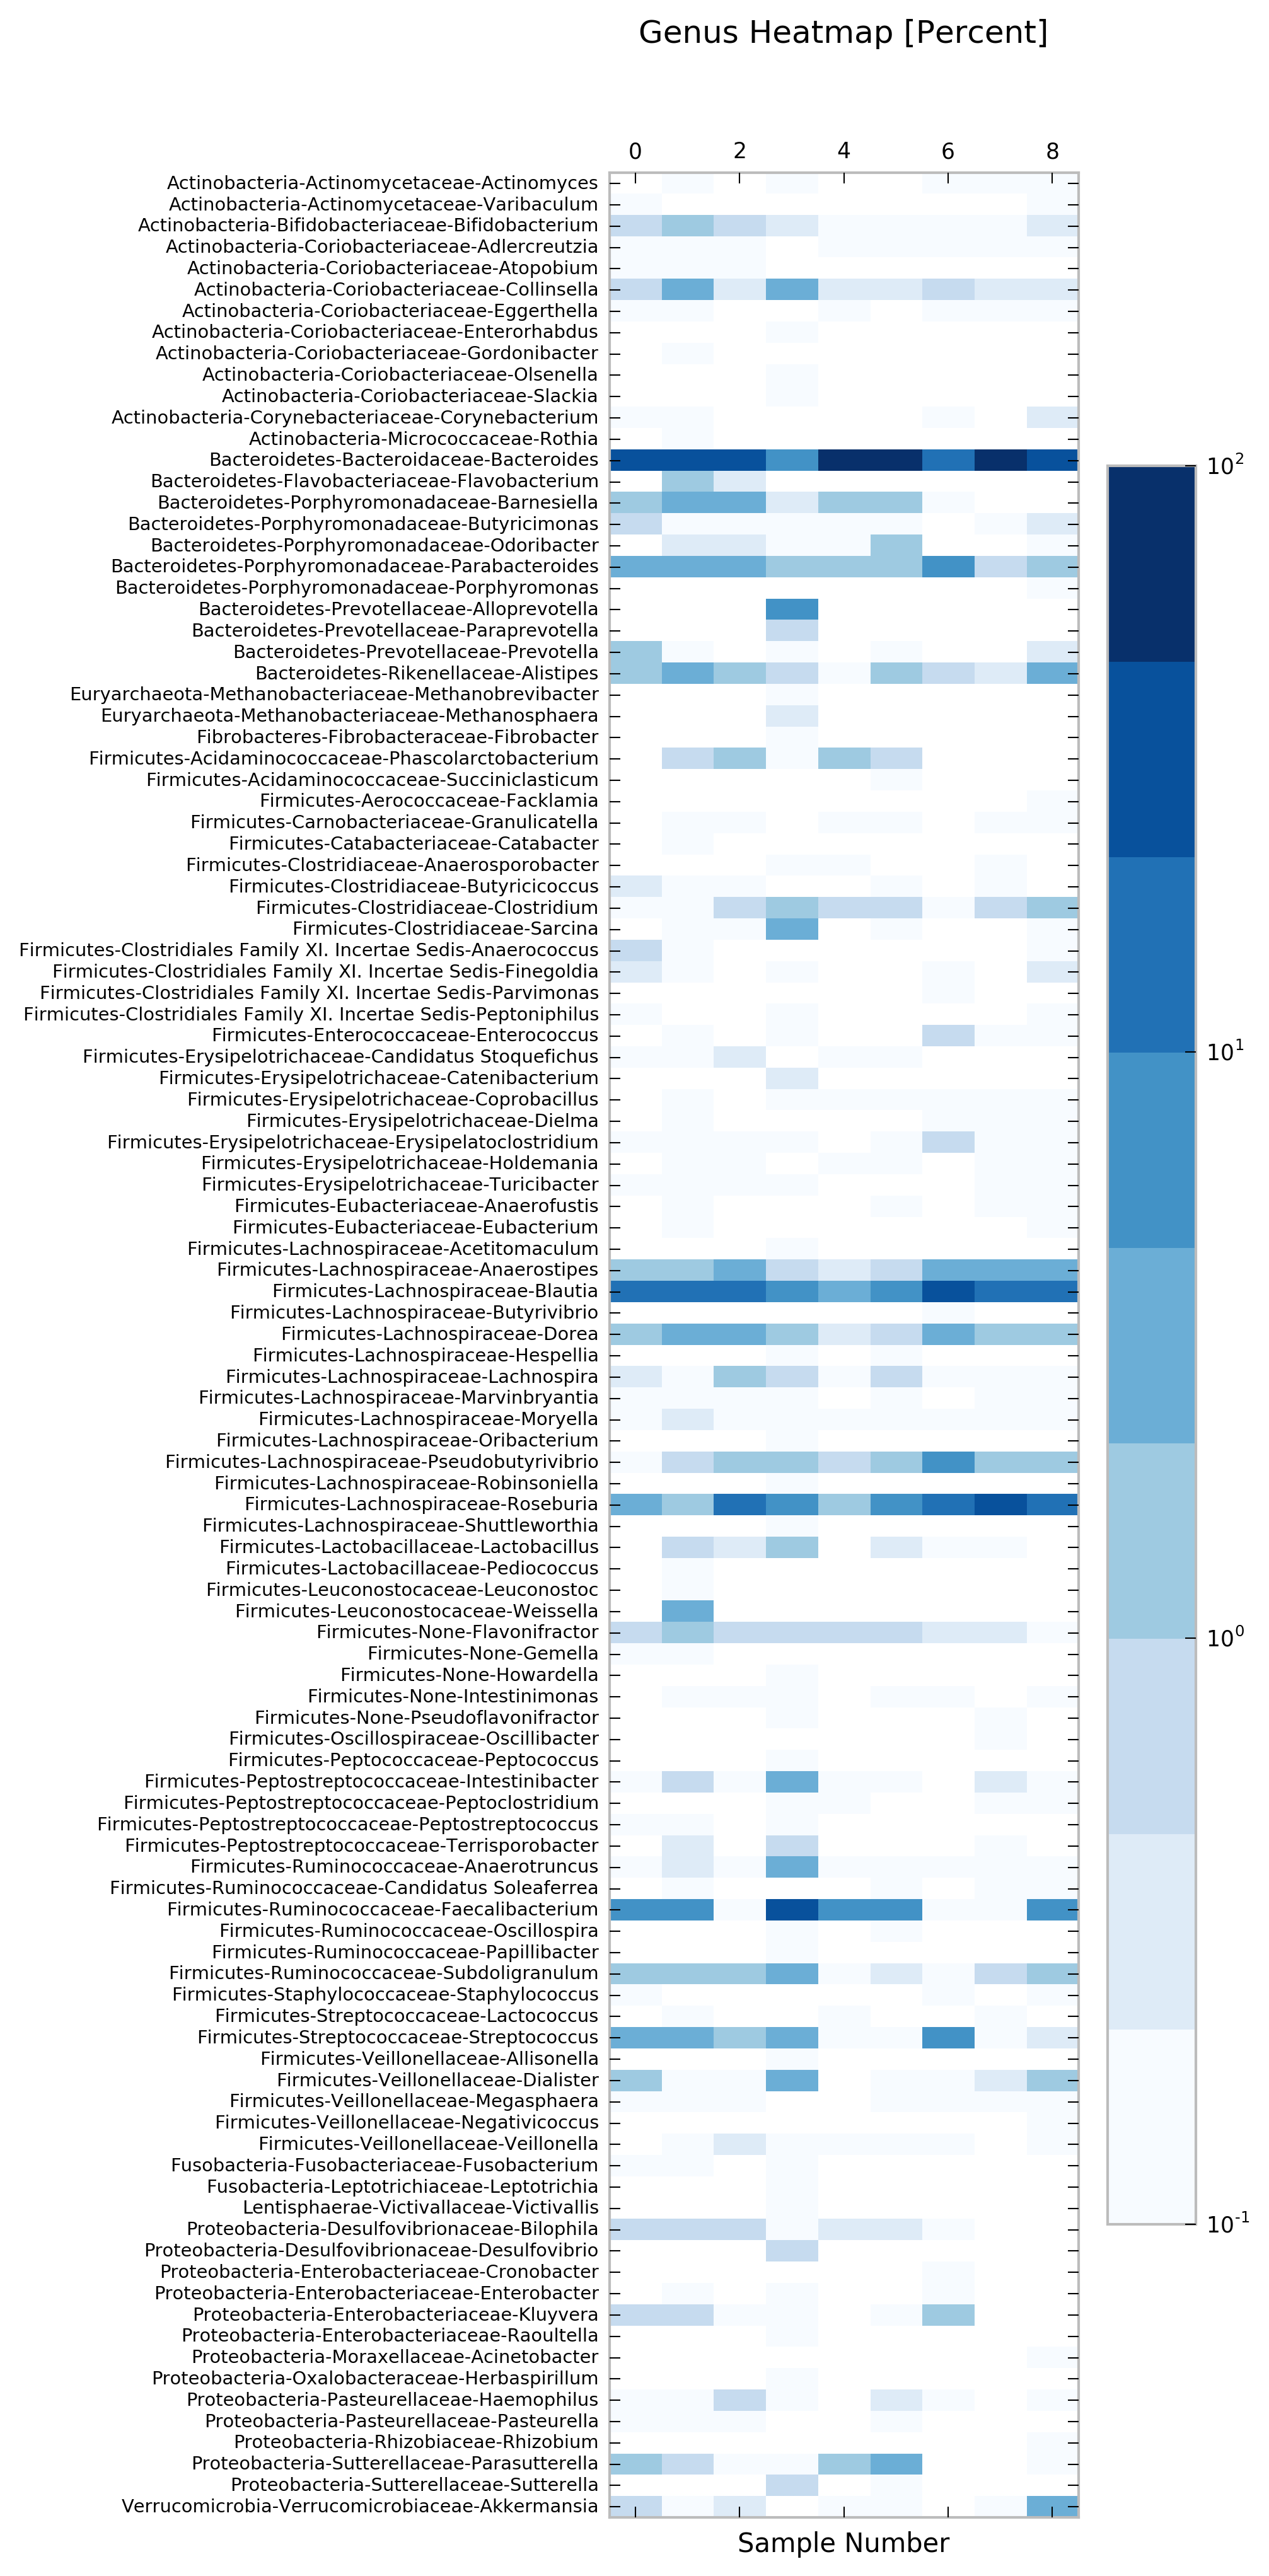 Genus Heatmap [Percent]
0 2 4 6 8
Actinobacteria-Actinomycetaceae-Actinomyces
Actinobacteria-Actinomycetaceae-Varibaculum
Actinobacteria-Bifidobacteriaceae-Bifidobacterium
Actinobacteria-Coriobacteriaceae-Adlercreutzia
Actinobacteria-Coriobacteriaceae-Atopobium
Actinobacteria-Coriobacteriaceae-Collinsella
Actinobacteria-Coriobacteriaceae-Eggerthella
Actinobacteria-Coriobacteriaceae-Enterorhabdus
Actinobacteria-Coriobacteriaceae-Gordonibacter
Actinobacteria-Coriobacteriaceae-Olsenella
Actinobacteria-Coriobacteriaceae-Slackia
Actinobacteria-Corynebacteriaceae-Corynebacterium
Actinobacteria-Micrococcaceae-Rothia
Bacteroidetes-Bacteroidaceae-Bacteroides
Bacteroidetes-Flavobacteriaceae-Flavobacterium
Bacteroidetes-Porphyromonadaceae-Barnesiella
Bacteroidetes-Porphyromonadaceae-Butyricimonas
Bacteroidetes-Porphyromonadaceae-Odoribacter
Bacteroidetes-Porphyromonadaceae-Parabacteroides
Bacteroidetes-Porphyromonadaceae-Porphyromonas
Bacteroidetes-Prevotellaceae-Alloprevotella
Bacteroidetes-Prevotellaceae-Paraprevotella
Bacteroidetes-Prevotellaceae-Prevotella
Bacteroidetes-Rikenellaceae-Alistipes
Euryarchaeota-Methanobacteriaceae-Methanobrevibacter
Euryarchaeota-Methanobacteriaceae-Methanosphaera
Fibrobacteres-Fibrobacteraceae-Fibrobacter
Firmicutes-Acidaminococcaceae-Phascolarctobacterium
Firmicutes-Acidaminococcaceae-Succiniclasticum
Firmicutes-Aerococcaceae-Facklamia
Firmicutes-Carnobacteriaceae-Granulicatella
Firmicutes-Catabacteriaceae-Catabacter
Firmicutes-Clostridiaceae-Anaerosporobacter
Firmicutes-Clostridiaceae-Butyricicoccus
Firmicutes-Clostridiaceae-Clostridium
Firmicutes-Clostridiaceae-Sarcina
Firmicutes-Clostridiales Family XI. Incertae Sedis-Anaerococcus
Firmicutes-Clostridiales Family XI. Incertae Sedis-Finegoldia
Firmicutes-Clostridiales Family XI. Incertae Sedis-Parvimonas
Firmicutes-Clostridiales Family XI. Incertae Sedis-Peptoniphilus
Firmicutes-Enterococcaceae-Enterococcus
Firmicutes-Erysipelotrichaceae-Candidatus Stoquefichus
Firmicutes-Erysipelotrichaceae-Catenibacterium
Firmicutes-Erysipelotrichaceae-Coprobacillus
Firmicutes-Erysipelotrichaceae-Dielma
Firmicutes-Erysipelotrichaceae-Erysipelatoclostridium
Firmicutes-Erysipelotrichaceae-Holdemania
Firmicutes-Erysipelotrichaceae-Turicibacter
Firmicutes-Eubacteriaceae-Anaerofustis
Firmicutes-Eubacteriaceae-Eubacterium
Firmicutes-Lachnospiraceae-Acetitomaculum
Firmicutes-Lachnospiraceae-Anaerostipes
Firmicutes-Lachnospiraceae-Blautia
Firmicutes-Lachnospiraceae-Butyrivibrio
Firmicutes-Lachnospiraceae-Dorea
Firmicutes-Lachnospiraceae-Hespellia
Firmicutes-Lachnospiraceae-Lachnospira
Firmicutes-Lachnospiraceae-Marvinbryantia
Firmicutes-Lachnospiraceae-Moryella
Firmicutes-Lachnospiraceae-Oribacterium
Firmicutes-Lachnospiraceae-Pseudobutyrivibrio
Firmicutes-Lachnospiraceae-Robinsoniella
Firmicutes-Lachnospiraceae-Roseburia
Firmicutes-Lachnospiraceae-Shuttleworthia
Firmicutes-Lactobacillaceae-Lactobacillus
Firmicutes-Lactobacillaceae-Pediococcus
Firmicutes-Leuconostocaceae-Leuconostoc
Firmicutes-Leuconostocaceae-Weissella
Firmicutes-None-Flavonifractor
Firmicutes-None-Gemella
Firmicutes-None-Howardella
Firmicutes-None-Intestinimonas
Firmicutes-None-Pseudoflavonifractor
Firmicutes-Oscillospiraceae-Oscillibacter
Firmicutes-Peptococcaceae-Peptococcus
Firmicutes-Peptostreptococcaceae-Intestinibacter
Firmicutes-Peptostreptococcaceae-Peptoclostridium
Firmicutes-Peptostreptococcaceae-Peptostreptococcus
Firmicutes-Peptostreptococcaceae-Terrisporobacter
Firmicutes-Ruminococcaceae-Anaerotruncus
Firmicutes-Ruminococcaceae-Candidatus Soleaferrea
Firmicutes-Ruminococcaceae-Faecalibacterium
Firmicutes-Ruminococcaceae-Oscillospira
Firmicutes-Ruminococcaceae-Papillibacter
Firmicutes-Ruminococcaceae-Subdoligranulum
Firmicutes-Staphylococcaceae-Staphylococcus
Firmicutes-Streptococcaceae-Lactococcus
Firmicutes-Streptococcaceae-Streptococcus
Firmicutes-Veillonellaceae-Allisonella
Firmicutes-Veillonellaceae-Dialister
Firmicutes-Veillonellaceae-Megasphaera
Firmicutes-Veillonellaceae-Negativicoccus
Firmicutes-Veillonellaceae-Veillonella
Fusobacteria-Fusobacteriaceae-Fusobacterium
Fusobacteria-Leptotrichiaceae-Leptotrichia
Lentisphaerae-Victivallaceae-Victivallis
Proteobacteria-Desulfovibrionaceae-Bilophila
Proteobacteria-Desulfovibrionaceae-Desulfovibrio
Proteobacteria-Enterobacteriaceae-Cronobacter
Proteobacteria-Enterobacteriaceae-Enterobacter
Proteobacteria-Enterobacteriaceae-Kluyvera
Proteobacteria-Enterobacteriaceae-Raoultella
Proteobacteria-Moraxellaceae-Acinetobacter
Proteobacteria-Oxalobacteraceae-Herbaspirillum
Proteobacteria-Pasteurellaceae-Haemophilus
Proteobacteria-Pasteurellaceae-Pasteurella
Proteobacteria-Rhizobiaceae-Rhizobium
Proteobacteria-Sutterellaceae-Parasutterella
Proteobacteria-Sutterellaceae-Sutterella
Verrucomicrobia-Verrucomicrobiaceae-Akkermansia
Sample Number
10²
10¹
10⁰
10⁻¹